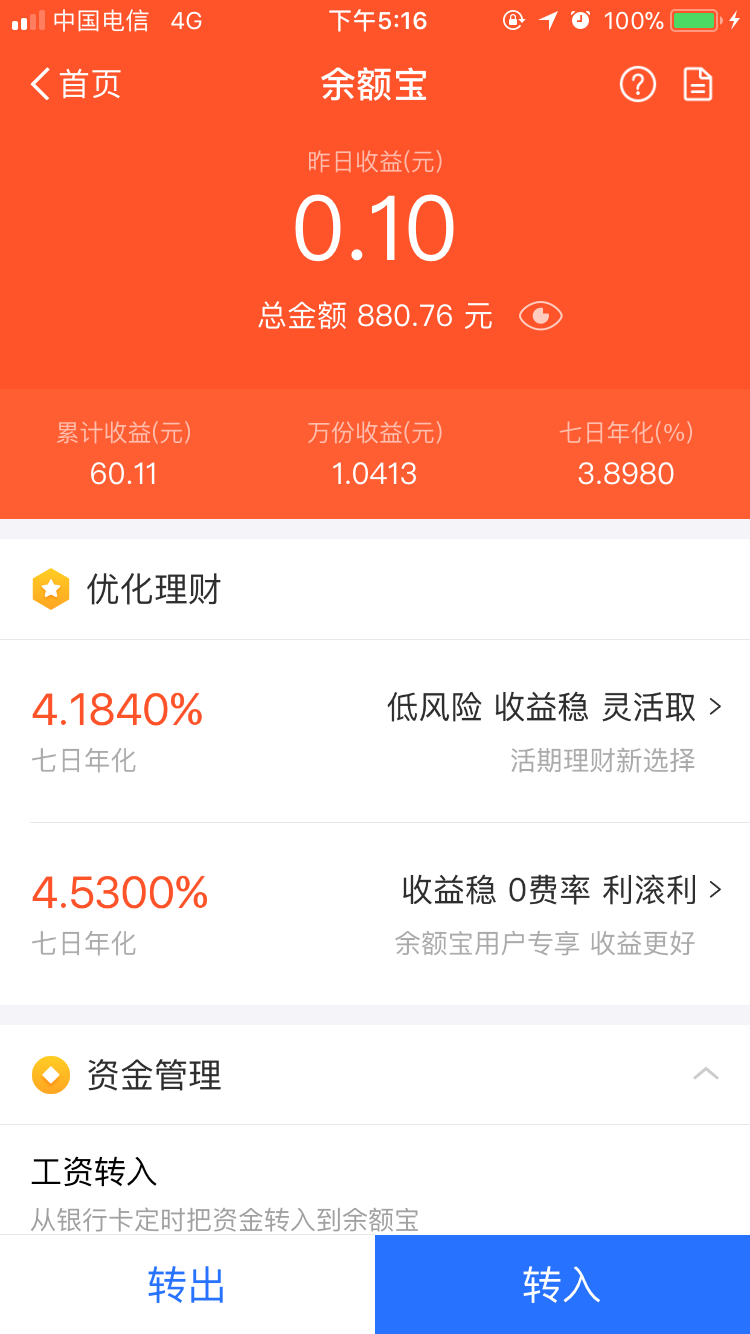 中国电信 4G 下午5:16 100%
首页 余额宝
昨日收益(元)
0.10
总金额 880.76 元
累计收益(元) 万份收益(元) 七日年化(%)
60.11 1.0413 3.8980
优化理财
4.1840% 低风险 收益稳 灵活取
七日年化 活期理财新选择
4.5300% 收益稳 0费率 利滚利
七日年化 余额宝用户专享 收益更好
资金管理
工资转入
从银行卡定时把资金转入到余额宝
转出 转入